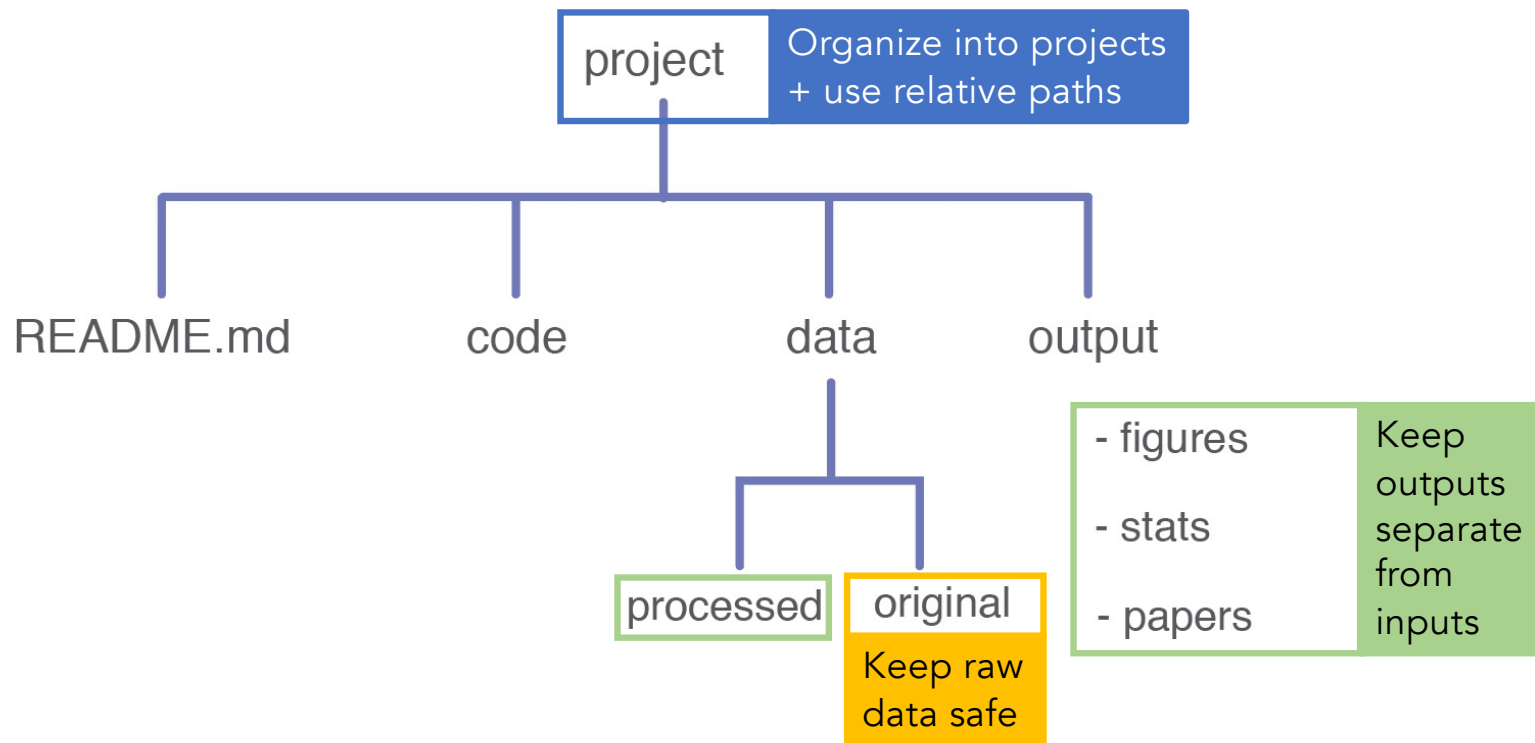 project
Organize into projects
+ use relative paths
README.md
code
data
output
- figures
- stats
- papers
Keep
outputs
separate
from
inputs
processed
original
Keep raw
data safe